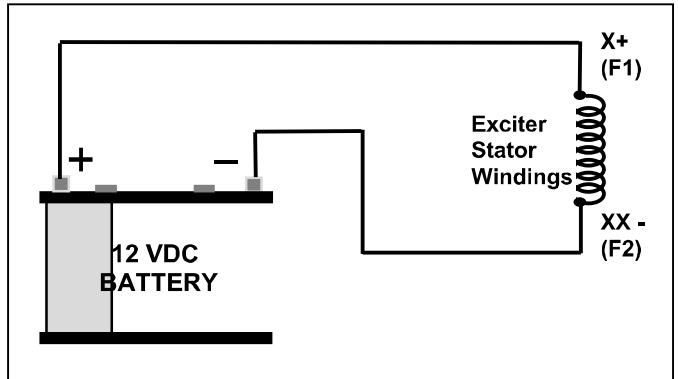 X+
(F1)
Exciter
Stator
Windings
+
–
XX -
(F2)
12 VDC
BATTERY